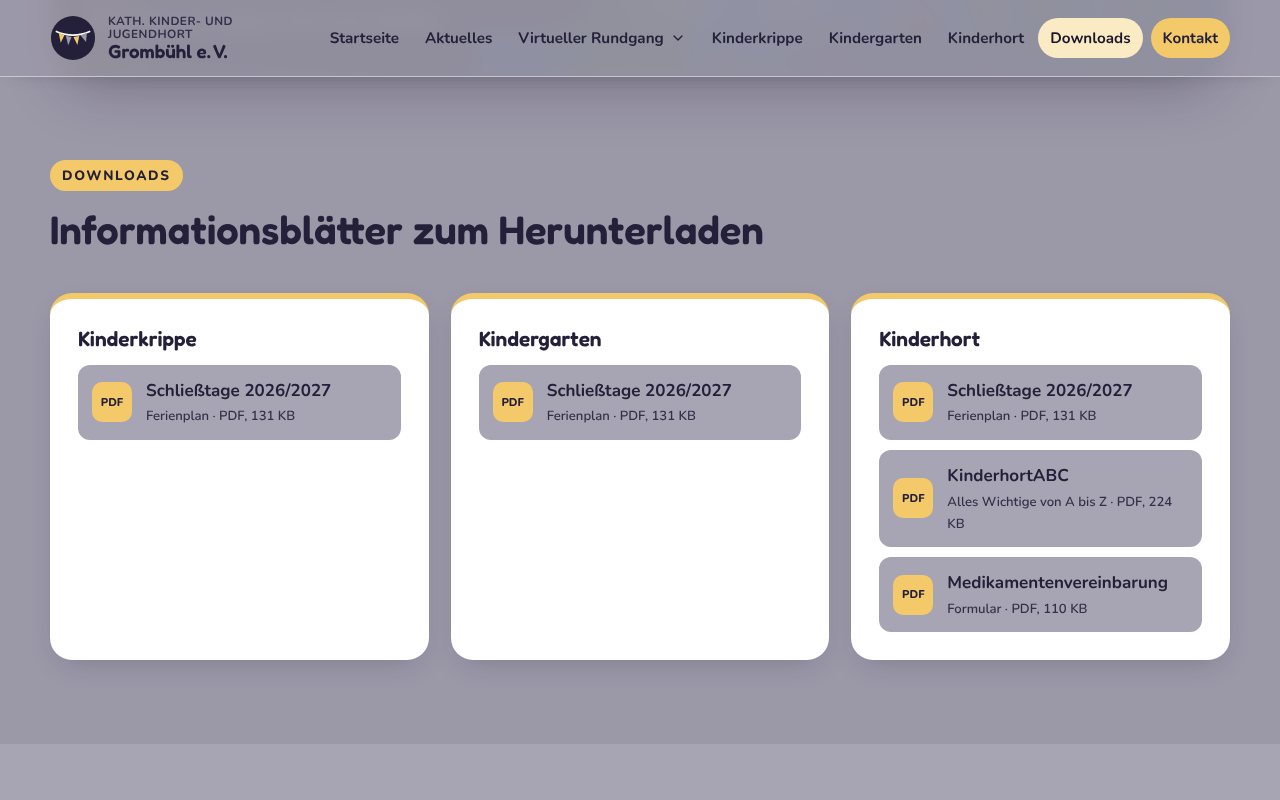 KATH. KINDER- UND
JUGENDHORT
Grombühl e.V.
Startseite
Aktuelles
Virtueller Rundgang
Kinderkrippe
Kindergarten
Kinderhort
Downloads
Kontakt
DOWNLOADS
Informationsblätter zum Herunterladen
Kinderkrippe
PDF
Schließtage 2026/2027
Ferienplan · PDF, 131 KB
Kindergarten
PDF
Schließtage 2026/2027
Ferienplan · PDF, 131 KB
Kinderhort
PDF
Schließtage 2026/2027
Ferienplan · PDF, 131 KB
PDF
KinderhortABC
Alles Wichtige von A bis Z · PDF, 224
KB
PDF
Medikamentenvereinbarung
Formular · PDF, 110 KB